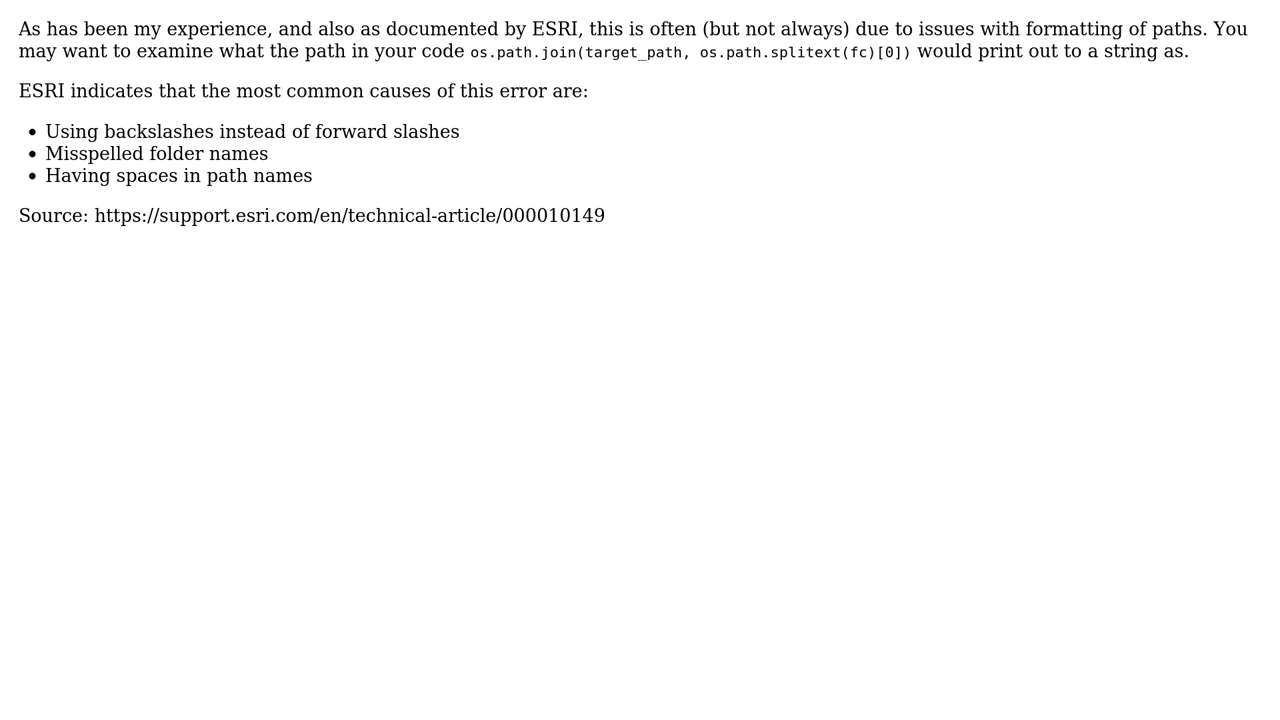 As has been my experience, and also as documented by ESRI, this is often (but not always) due to issues with formatting of paths. You
may want to examine what the path in your code os.path.join(target_path, os.path.splitext(fc)[0]) would print out to a string as.
ESRI indicates that the most common causes of this error are:
• Using backslashes instead of forward slashes
• Misspelled folder names
• Having spaces in path names
Source: https://support.esri.com/en/technical-article/000010149